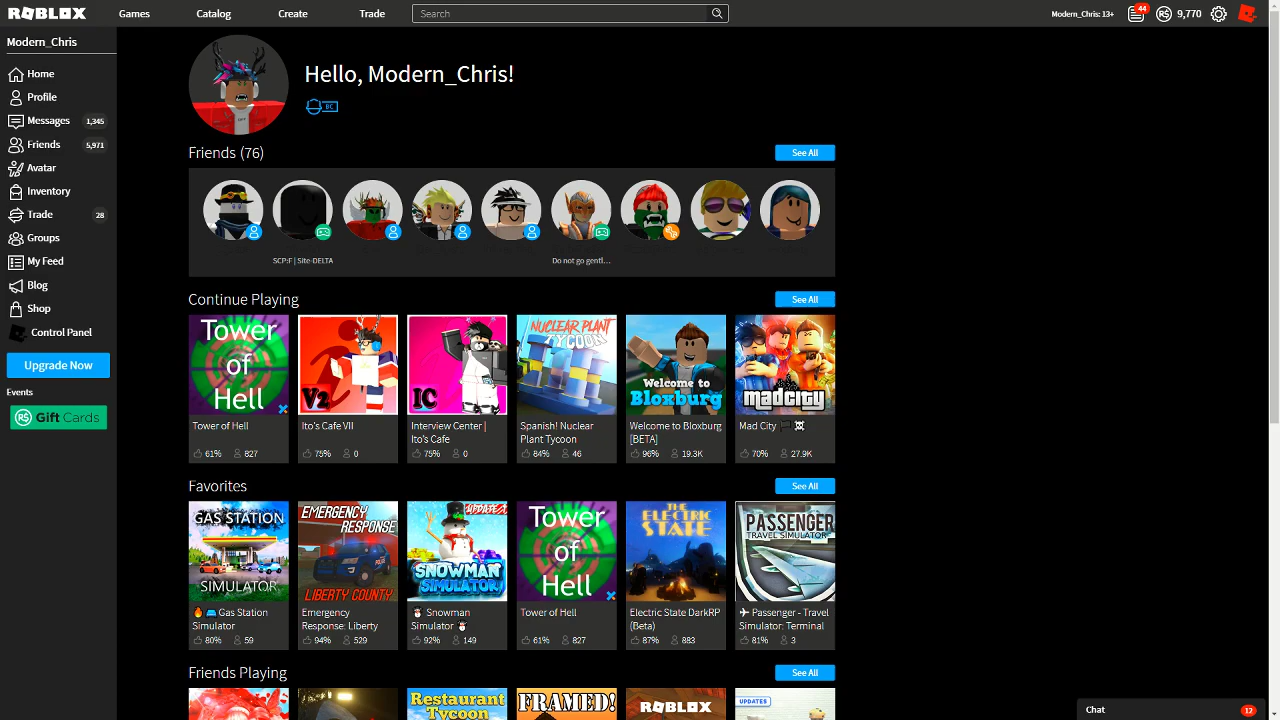 ROBLOX
Games
Catalog
Create
Trade
Search
Modern_Chris: 13+
44
9,770
Modern_Chris
Home
Profile
Messages 1,345
Friends 5,971
Avatar
Inventory
Trade 28
Groups
My Feed
Blog
Shop
Control Panel
Upgrade Now
Events
Gift Cards
Hello, Modern_Chris!
BC
Friends (76)
See All
SCP:F | Site-DELTA
Do not go gentl...
Continue Playing
See All
Tower
of
Hell
Tower of Hell
61% 827
V2
Ito's Cafe VII
75% 0
IC
Interview Center |
Ito's Cafe
75% 0
NUCLEAR PLANT
TYCOON
Spanish! Nuclear
Plant Tycoon
84% 46
Welcome to
Bloxburg
Welcome to Bloxburg
[BETA]
96% 19.3K
madcity
Mad City 🏴 ☠
70% 27.9K
Favorites
See All
GAS STATION
SIMULATOR
🔥🚘 Gas Station
Simulator
80% 59
EMERGENCY
RESPONSE
LIBERTY COUNTY
Emergency
Response: Liberty
94% 529
UPDATE 1
SNOWMAN
SIMULATOR
⛄ Snowman
Simulator ⛄
92% 149
Tower
of
Hell
Tower of Hell
61% 827
THE
ELECTRIC
STATE
Electric State DarkRP
(Beta)
87% 883
PASSENGER
TRAVEL SIMULATOR
✈ Passenger - Travel
Simulator: Terminal
81% 3
Friends Playing
See All
Restaurant
Tycoon
FRAMED!
ROBLOX
UPDATES
Chat
12